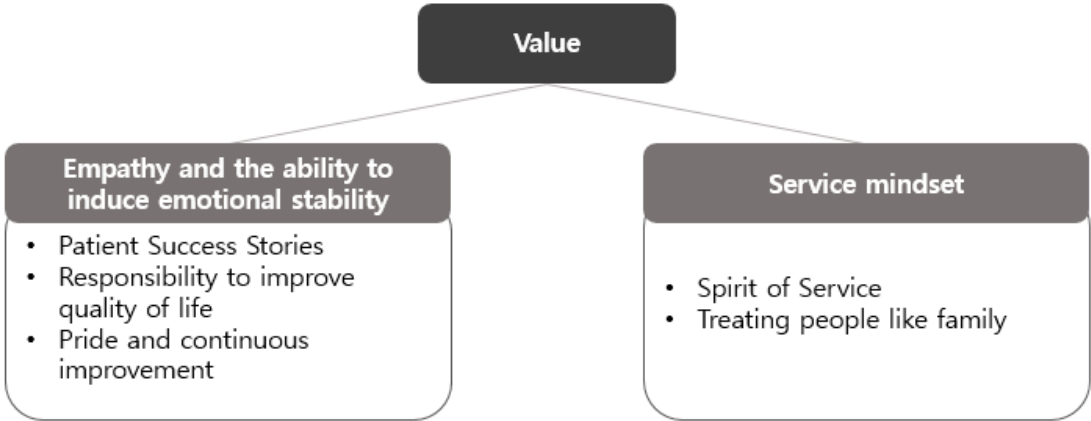 Value
Empathy and the ability to
induce emotional stability
• Patient Success Stories
• Responsibility to improve
quality of life
• Pride and continuous
improvement
Service mindset
• Spirit of Service
• Treating people like family